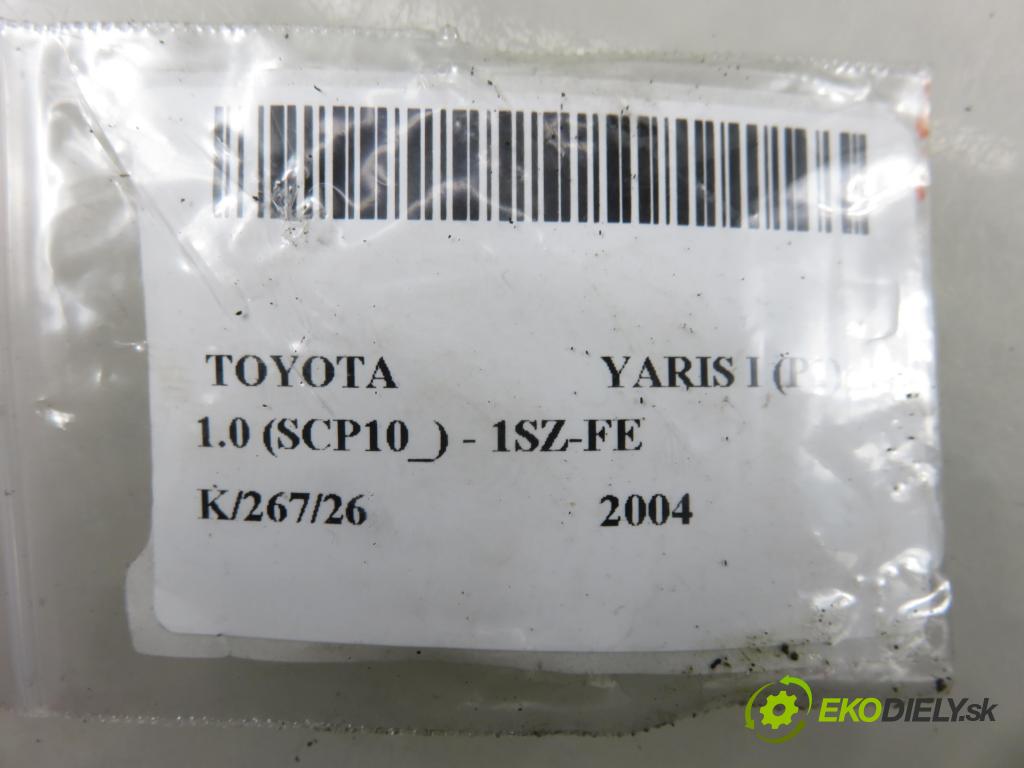 TOYOTA YARIS I
1.0 (SCP10_) - 1SZ-FE
K/267/26 2004
EKODIELY.sk